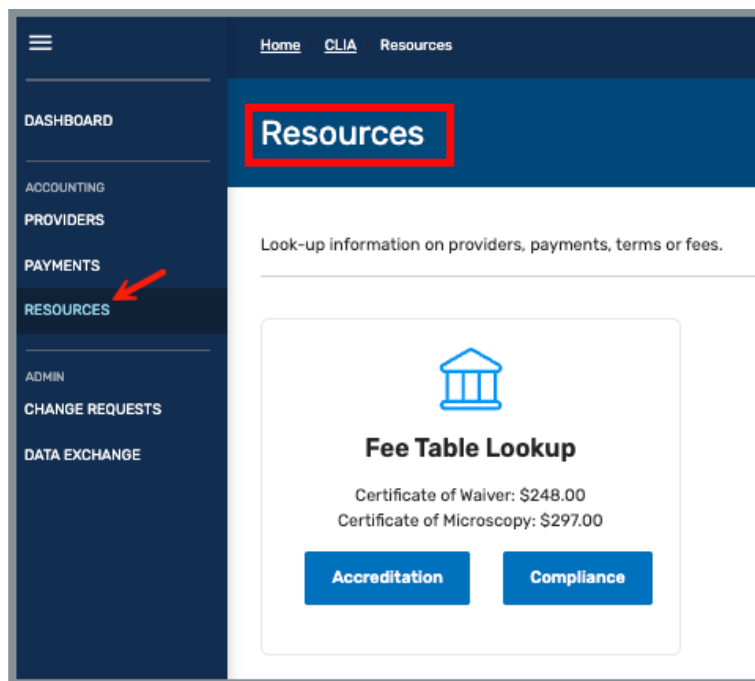 Home CLIA Resources
DASHBOARD
ACCOUNTING
PROVIDERS
PAYMENTS
RESOURCES
ADMIN
CHANGE REQUESTS
DATA EXCHANGE
Resources
Look-up information on providers, payments, terms or fees.
Fee Table Lookup
Certificate of Waiver: $248.00
Certificate of Microscopy: $297.00
Accreditation Compliance